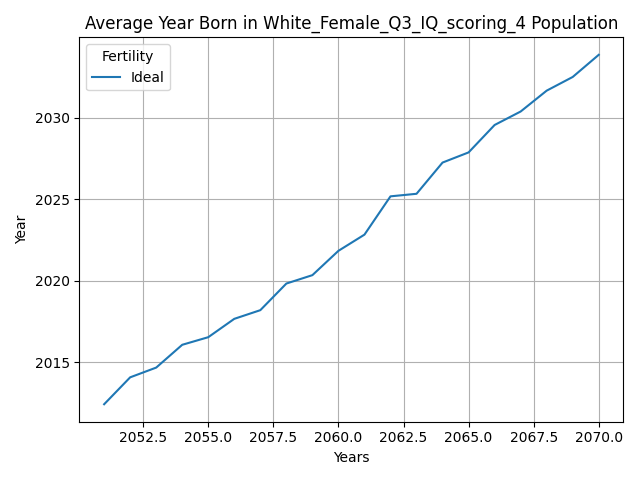 Average Year Born in White_Female_Q3_IQ_scoring_4 Population
Fertility
Ideal
Year
2030
2025
2020
2015
2052.5 2055.0 2057.5 2060.0 2062.5 2065.0 2067.5 2070.0
Years